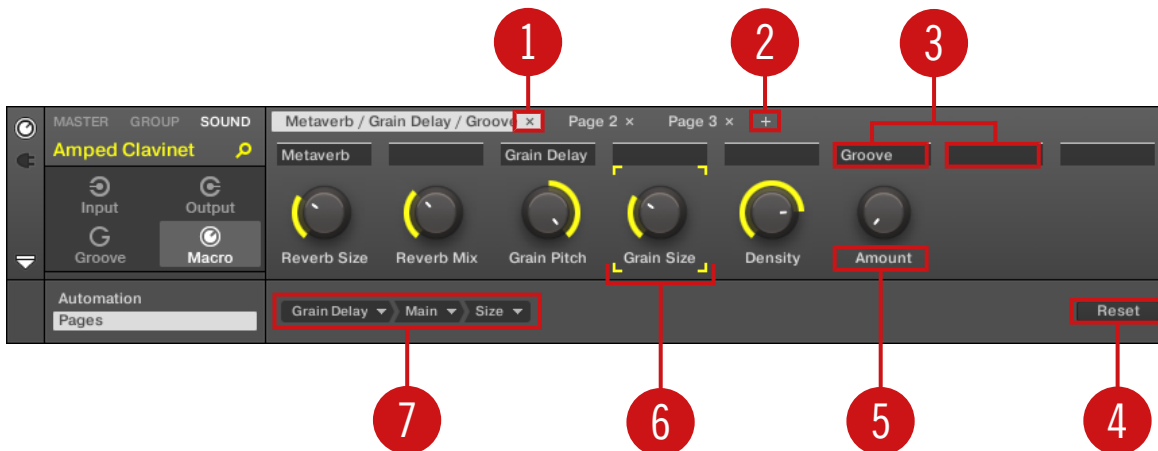 1 2 3
MASTER GROUP SOUND Metaverb / Grain Delay / Groove × Page 2 × Page 3 × +
Amped Clavinet Metaverb Grain Delay Groove
Input Output
Groove Macro Reverb Size Reverb Mix Grain Pitch Grain Size Density Amount
Automation
Pages Grain Delay Main Size Reset
7 6 5 4